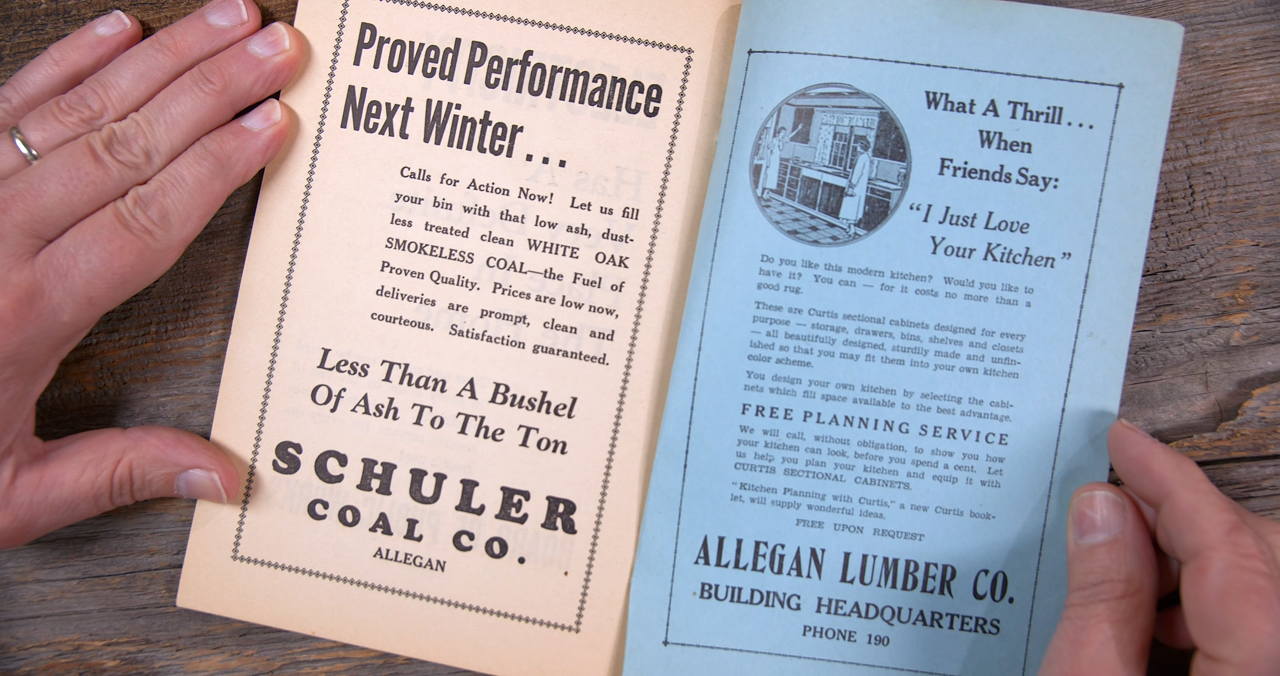 Proved Performance
Next Winter...
Calls for Action Now! Let us fill
your bin with that low ash, dust-
less treated clean WHITE OAK
SMOKELESS COAL—the Fuel of
Proven Quality. Prices are low now,
deliveries are prompt, clean and
courteous. Satisfaction guaranteed.
Less Than A Bushel
Of Ash To The Ton
SCHULER
COAL CO.
ALLEGAN
What A Thrill...
When
Friends Say:
"I Just Love
Your Kitchen"
Do you like this modern kitchen? Would you like to
have it? You can — for it costs no more than a
good rug.
These are Curtis sectional cabinets designed for every
purpose — storage, drawers, bins, shelves and closets
— all beautifully designed, sturdily made and unfin-
ished so that you may fit them into your own kitchen
color scheme.
You design your own kitchen by selecting the cabi-
nets which fill space available to the best advantage.
FREE PLANNING SERVICE
We will call, without obligation, to show you how
your kitchen can look, before you spend a cent. Let
us help you plan your kitchen and equip it with
CURTIS SECTIONAL CABINETS.
"Kitchen Planning with Curtis," a new Curtis book-
let, will supply wonderful ideas.
FREE UPON REQUEST
ALLEGAN LUMBER CO.
BUILDING HEADQUARTERS
PHONE 190